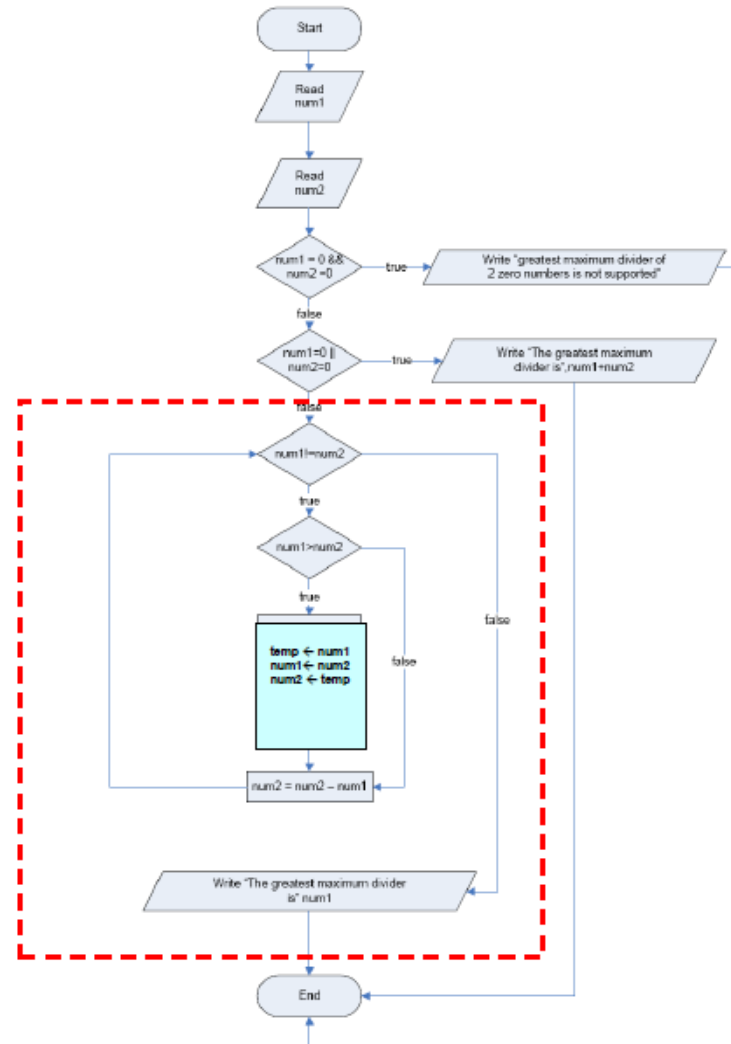 Start
Read
num1
Read
num2
num1 = 0 &&
num2 =0
true
Write "greatest maximum divider of
2 zero numbers is not supported"
false
num1=0 ||
num2=0
true
Write "The greatest maximum
divider is",num1+num2
false
num1!=num2
true
num1>num2
true
false
false
temp ← num1
num1← num2
num2 ← temp
num2 = num2 – num1
Write "The greatest maximum divider
is" num1
End